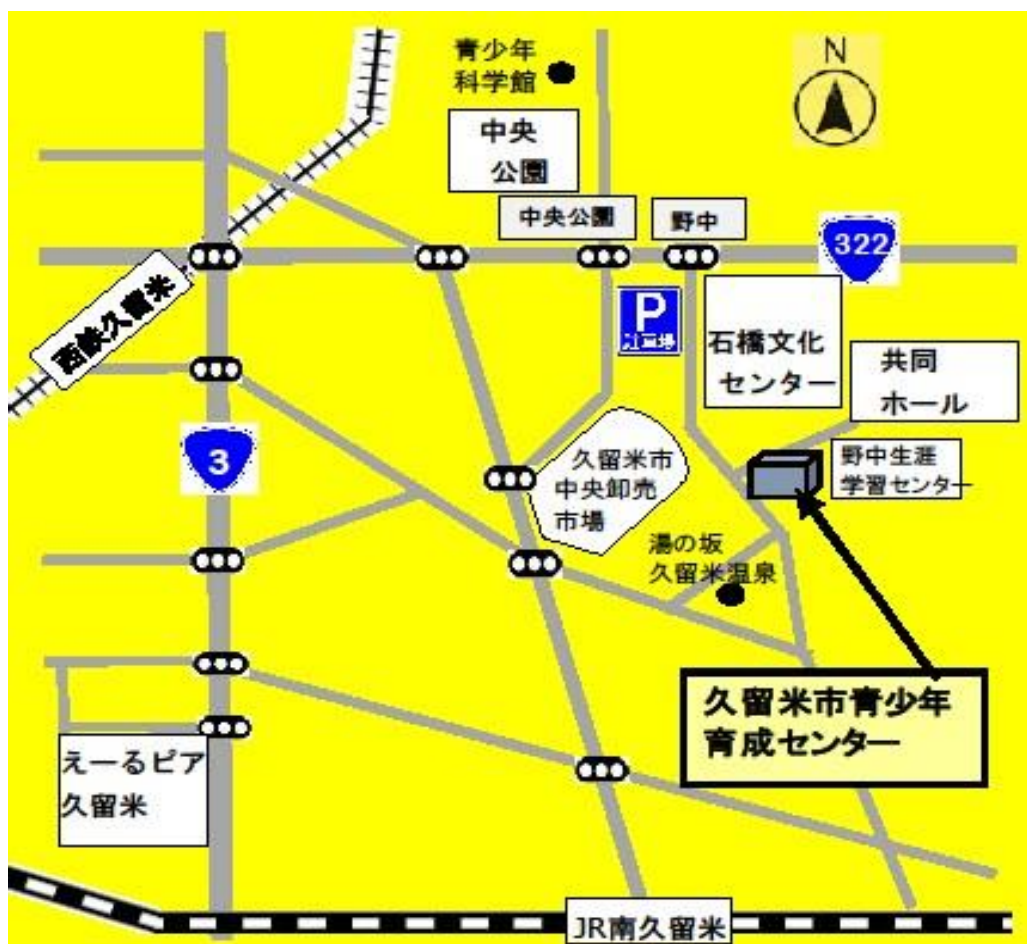 青少年
科学館
N
中央
公園
中央公園
野中
322
西鉄久留米
P
駐車場
石橋文化
センター
共同
ホール
3
久留米市
中央卸売
市場
野中生涯
学習センター
湯の坂
久留米温泉
久留米市青少年
育成センター
えーるピア
久留米
JR南久留米